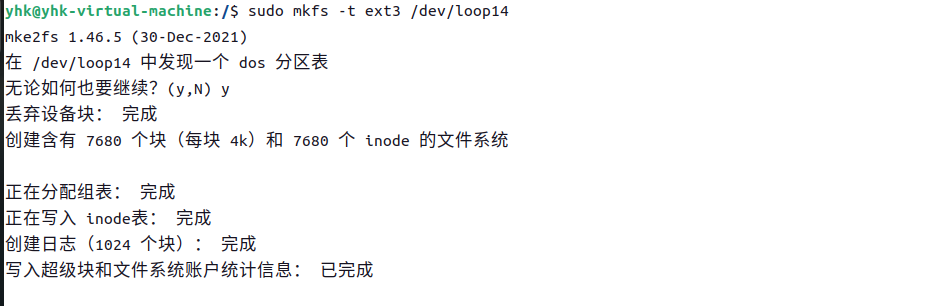 yhk@yhk-virtual-machine:/$ sudo mkfs -t ext3 /dev/loop14
mke2fs 1.46.5 (30-Dec-2021)
在 /dev/loop14 中发现一个 dos 分区表
无论如何也要继续? (y,N) y
丢弃设备块： 完成
创建含有 7680 个块（每块 4k）和 7680 个 inode 的文件系统
正在分配组表： 完成
正在写入 inode表： 完成
创建日志（1024 个块）： 完成
写入超级块和文件系统账户统计信息： 已完成